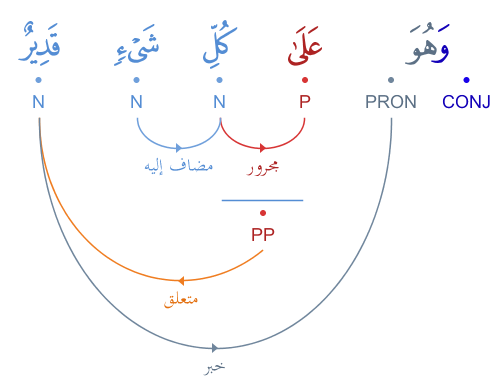 وَهُوَ عَلَىٰ كُلِّ شَىْءٍ قَدِيرٌ
CONJ PRON P N N N
مجرور مضاف إليه
PP
متعلق
خبر